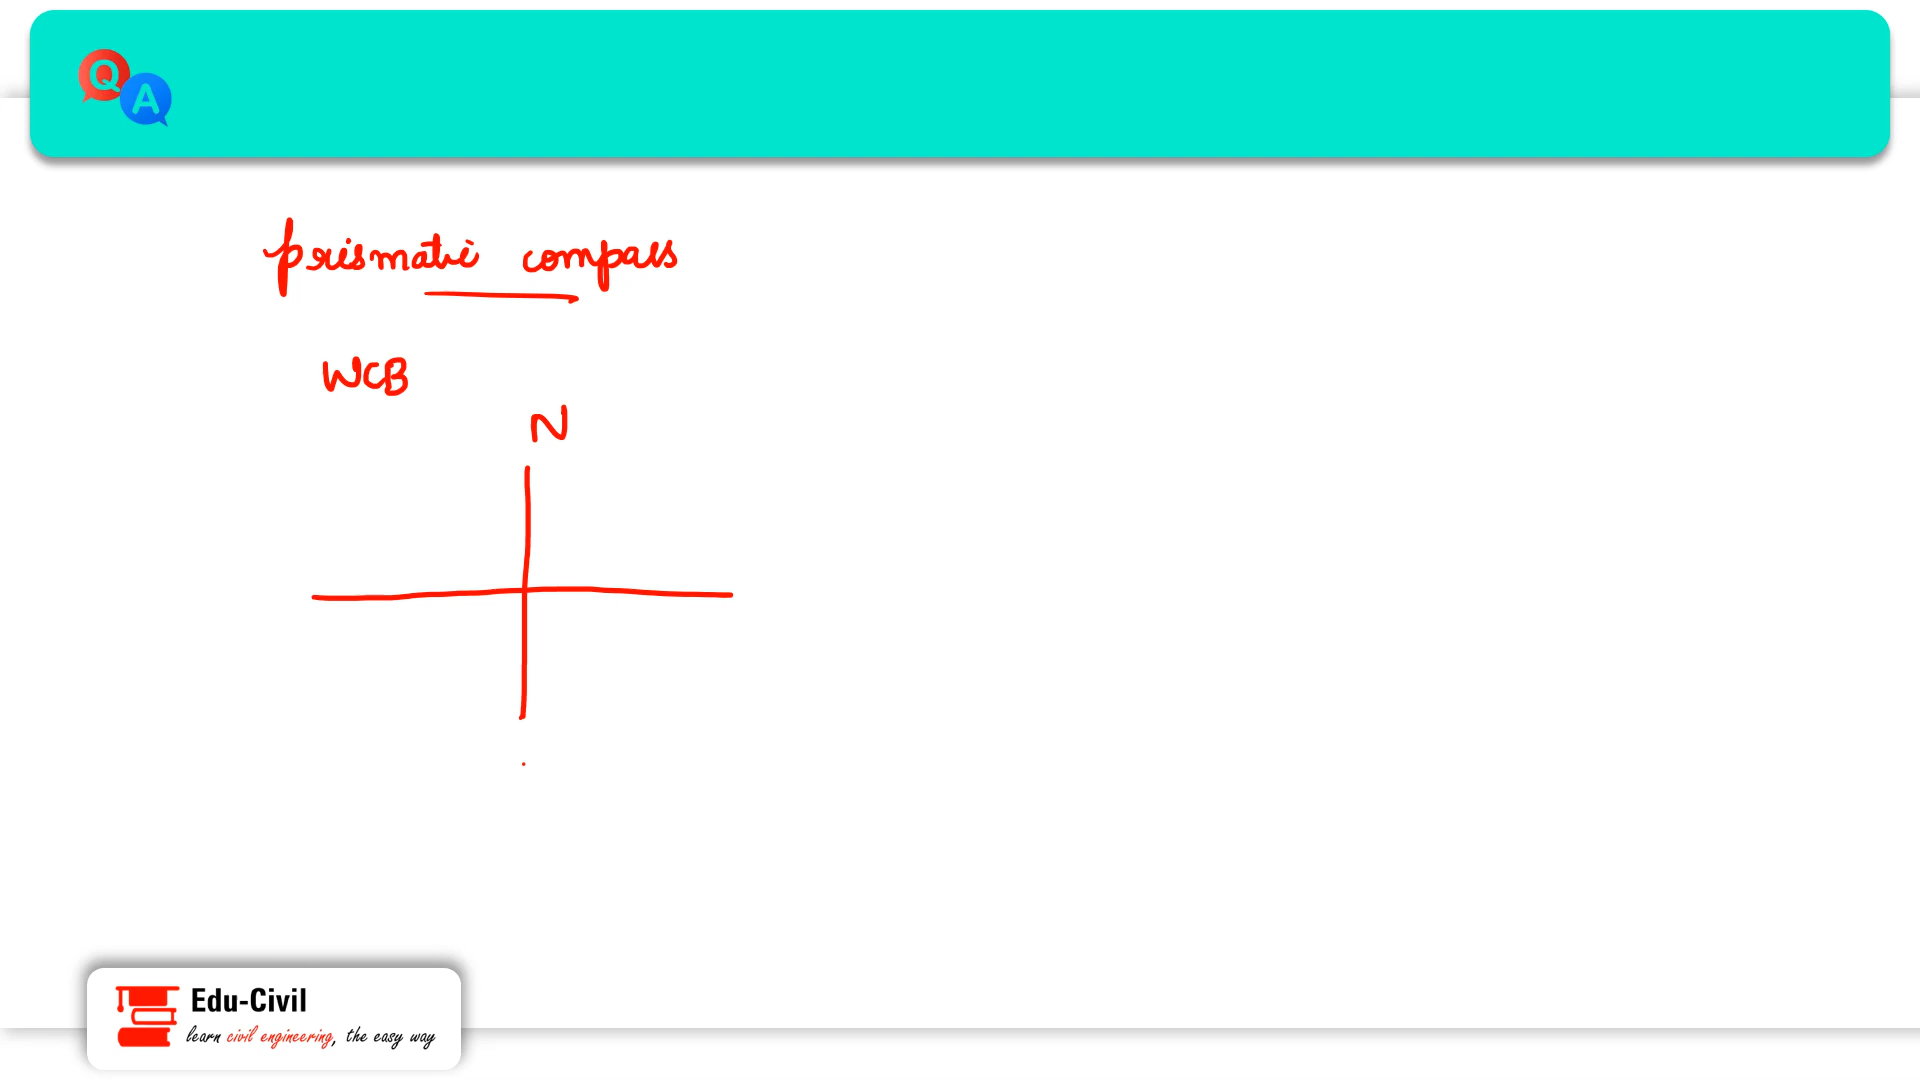 Q
A
prismatic compass
WCB
N
Edu-Civil
learn civil engineering, the easy way